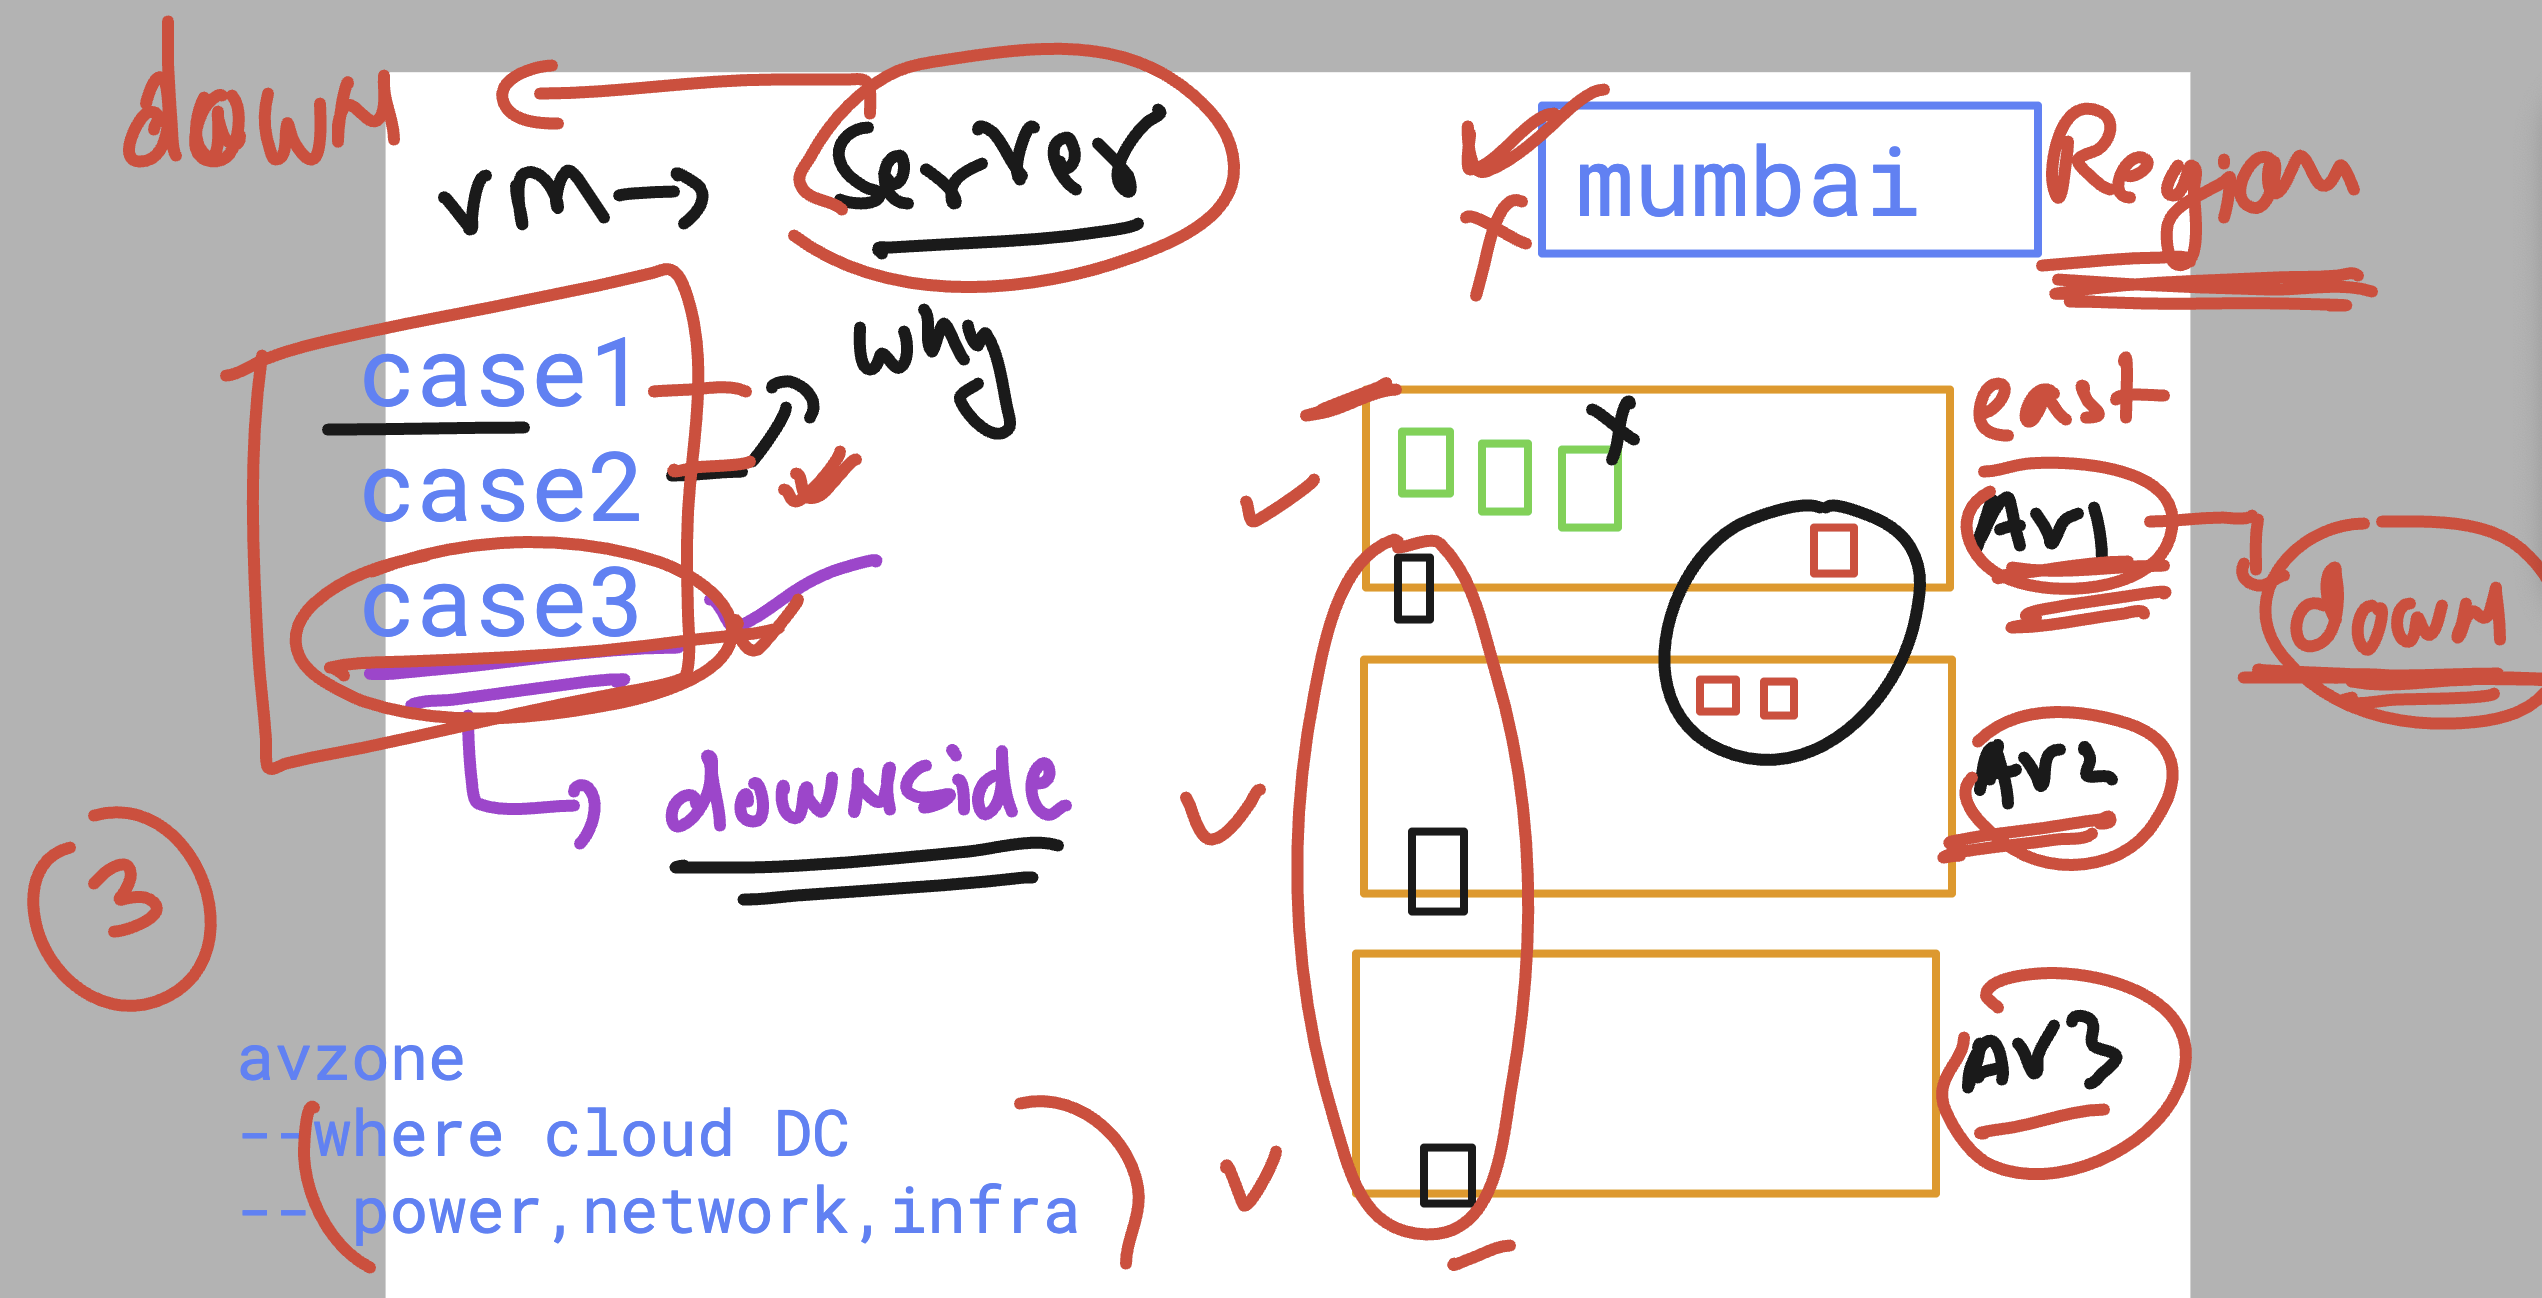 down
vm → Server
mumbai
Region
why
case1
case2
case3
east
Av1
down
downside
Av2
3
Av3
avzone
--where cloud DC
-- power,network,infra